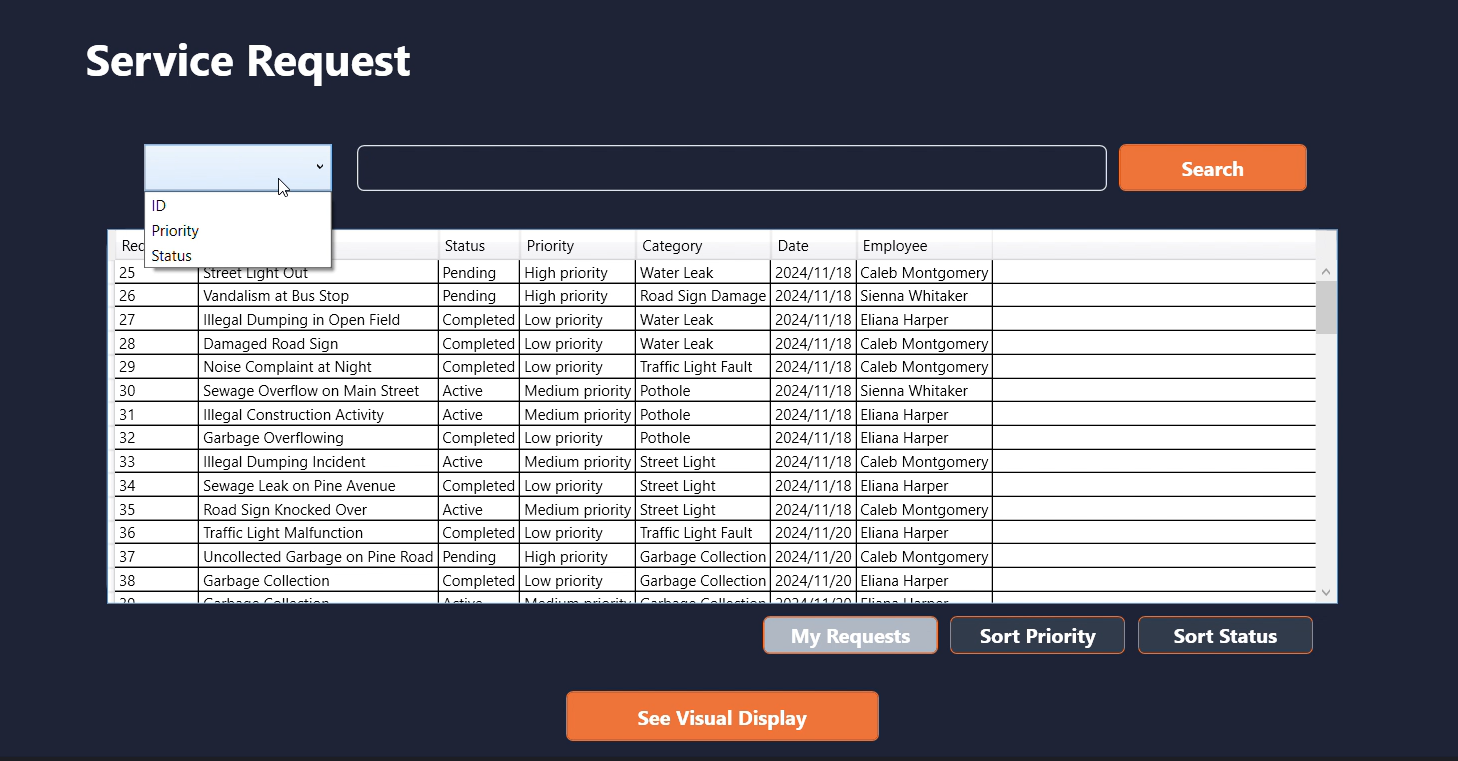 Service Request
Search
ID
Priority
Status
Status Priority Category Date Employee
25 Street Light Out Pending High priority Water Leak 2024/11/18 Caleb Montgomery
26 Vandalism at Bus Stop Pending High priority Road Sign Damage 2024/11/18 Sienna Whitaker
27 Illegal Dumping in Open Field Completed Low priority Water Leak 2024/11/18 Eliana Harper
28 Damaged Road Sign Completed Low priority Water Leak 2024/11/18 Caleb Montgomery
29 Noise Complaint at Night Completed Low priority Traffic Light Fault 2024/11/18 Caleb Montgomery
30 Sewage Overflow on Main Street Active Medium priority Pothole 2024/11/18 Sienna Whitaker
31 Illegal Construction Activity Active Medium priority Pothole 2024/11/18 Eliana Harper
32 Garbage Overflowing Completed Low priority Pothole 2024/11/18 Eliana Harper
33 Illegal Dumping Incident Active Medium priority Street Light 2024/11/18 Caleb Montgomery
34 Sewage Leak on Pine Avenue Completed Low priority Street Light 2024/11/18 Eliana Harper
35 Road Sign Knocked Over Active Medium priority Street Light 2024/11/18 Caleb Montgomery
36 Traffic Light Malfunction Completed Low priority Traffic Light Fault 2024/11/20 Eliana Harper
37 Uncollected Garbage on Pine Road Pending High priority Garbage Collection 2024/11/20 Caleb Montgomery
38 Garbage Collection Completed Low priority Garbage Collection 2024/11/20 Eliana Harper
39 Garbage Collection Active Medium priority Garbage Collection 2024/11/20 Eliana Harper
My Requests
Sort Priority
Sort Status
See Visual Display